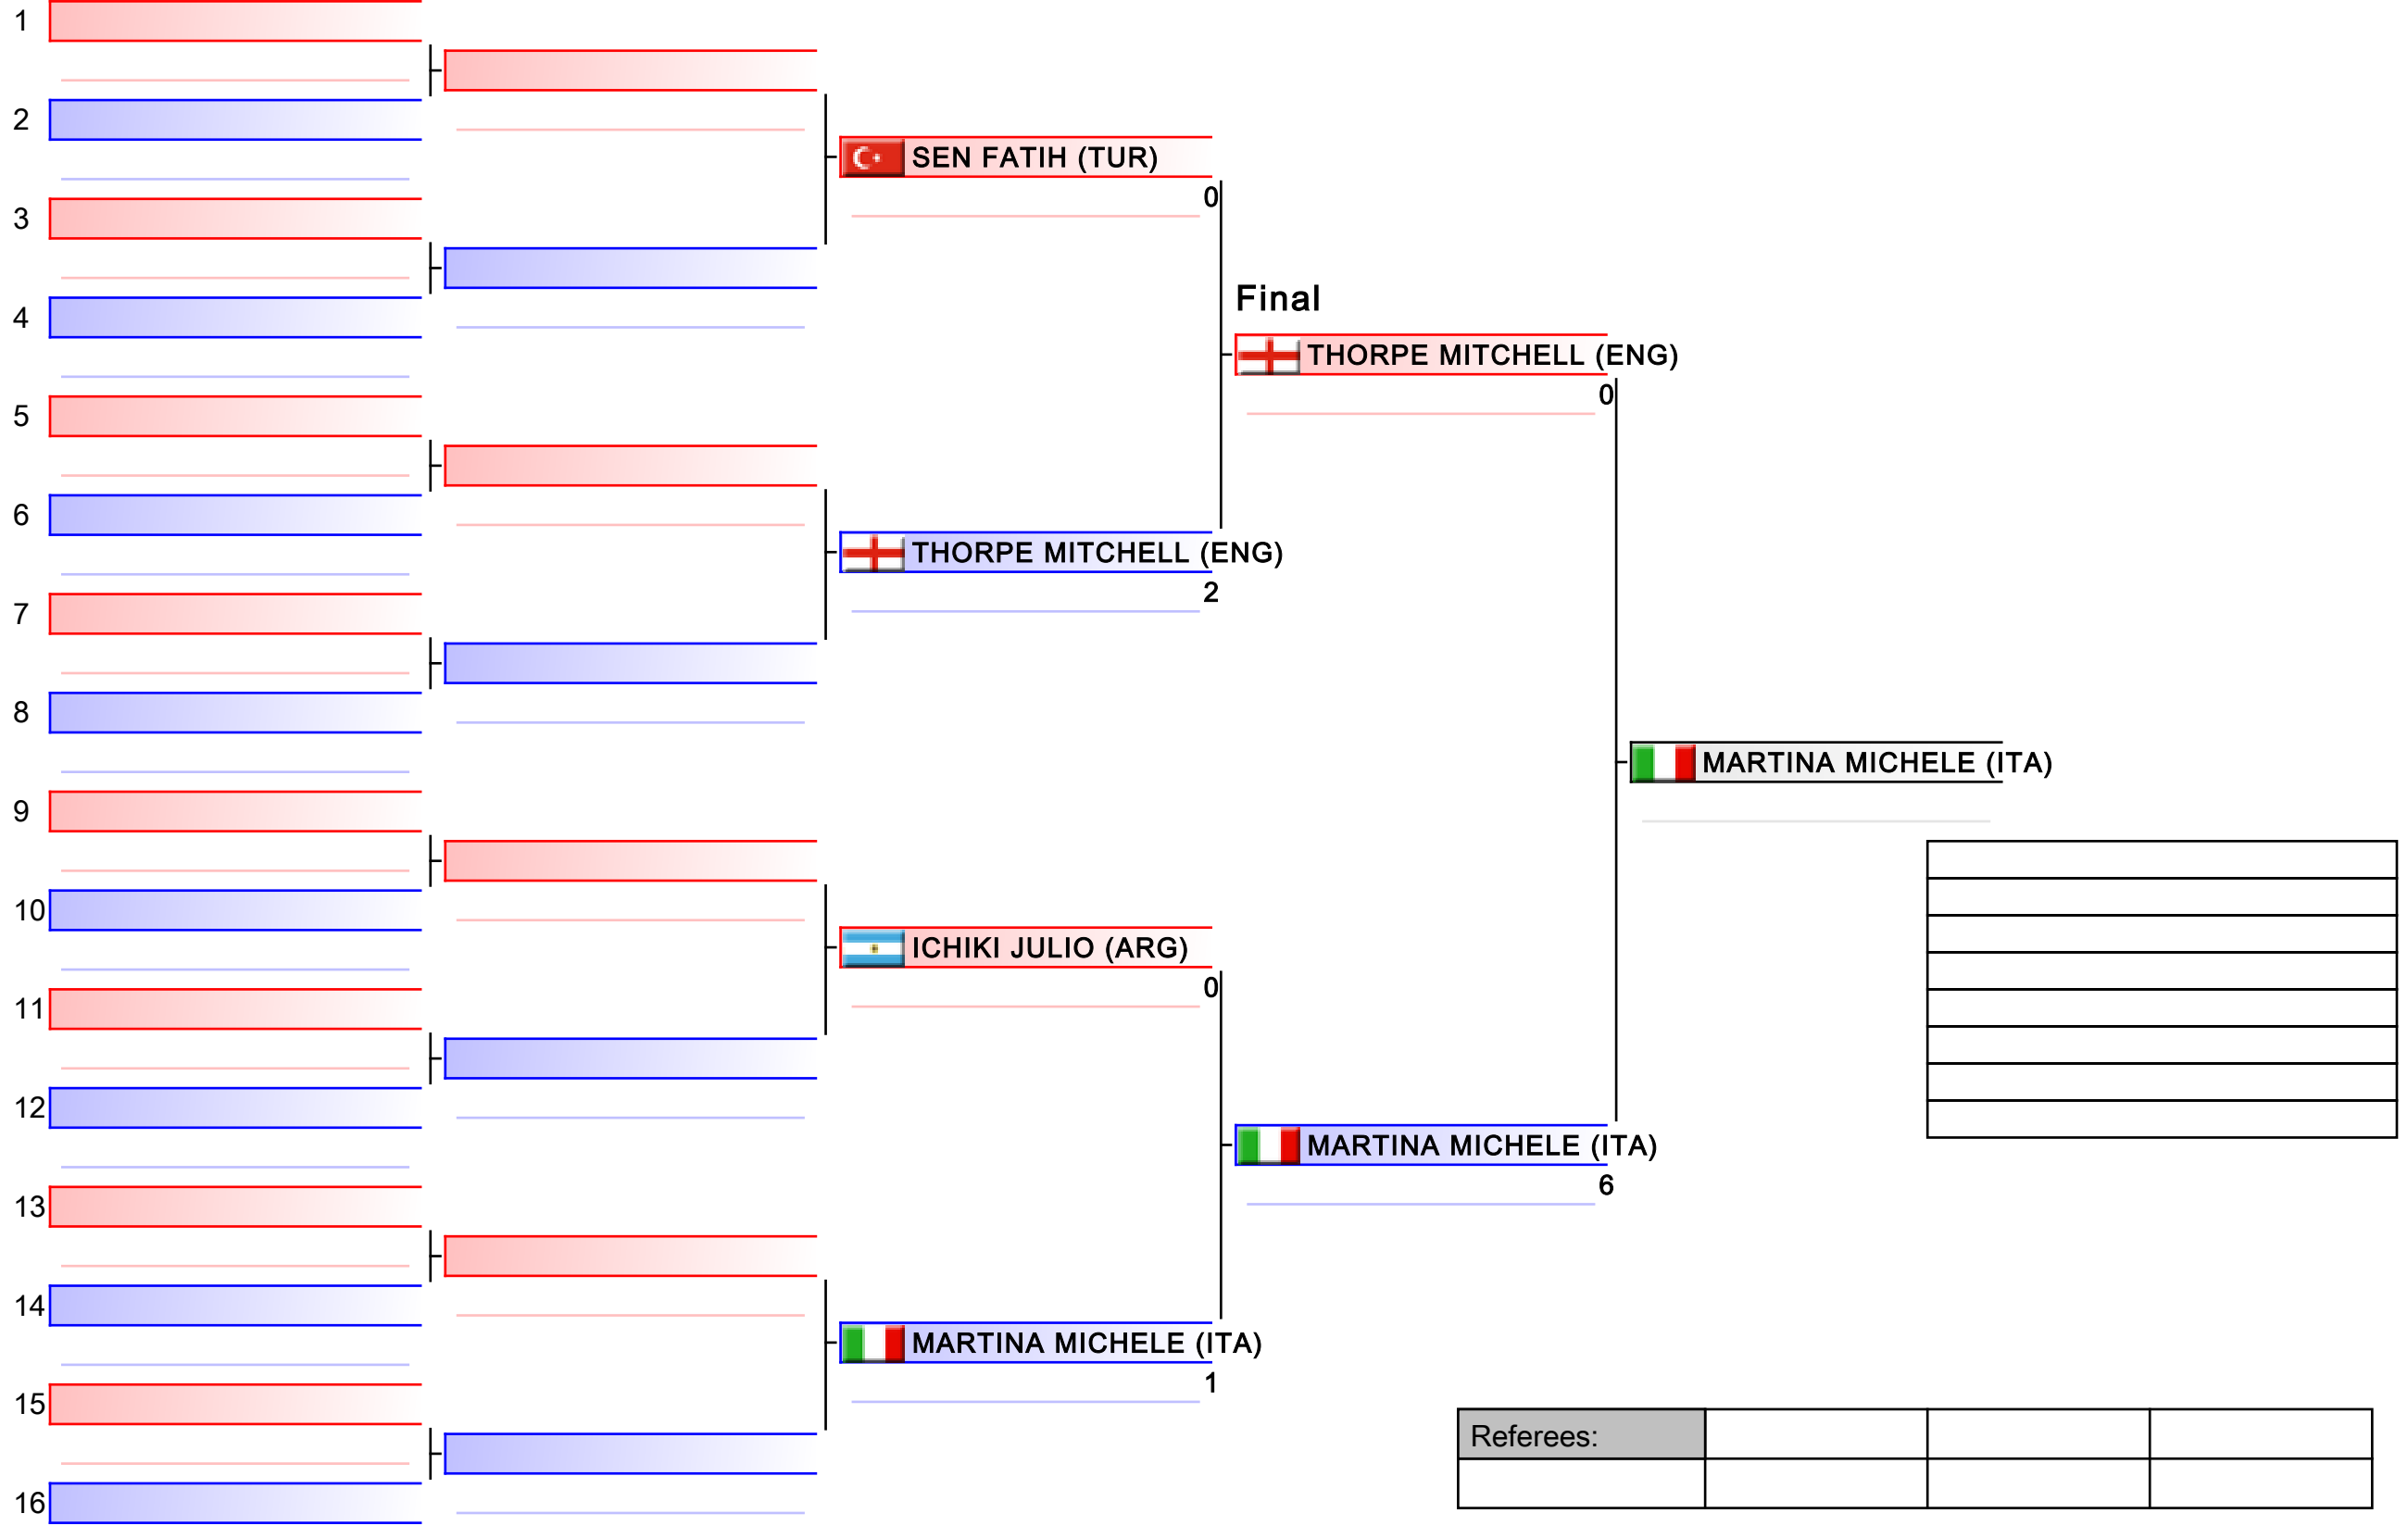 1
2
SEN FATIH (TUR)
0
3
Final
4
THORPE MITCHELL (ENG)
0
5
6
THORPE MITCHELL (ENG)
2
7
8
MARTINA MICHELE (ITA)
9
10
ICHIKI JULIO (ARG)
0
11
12
MARTINA MICHELE (ITA)
6
13
14
MARTINA MICHELE (ITA)
1
15
Referees:
16